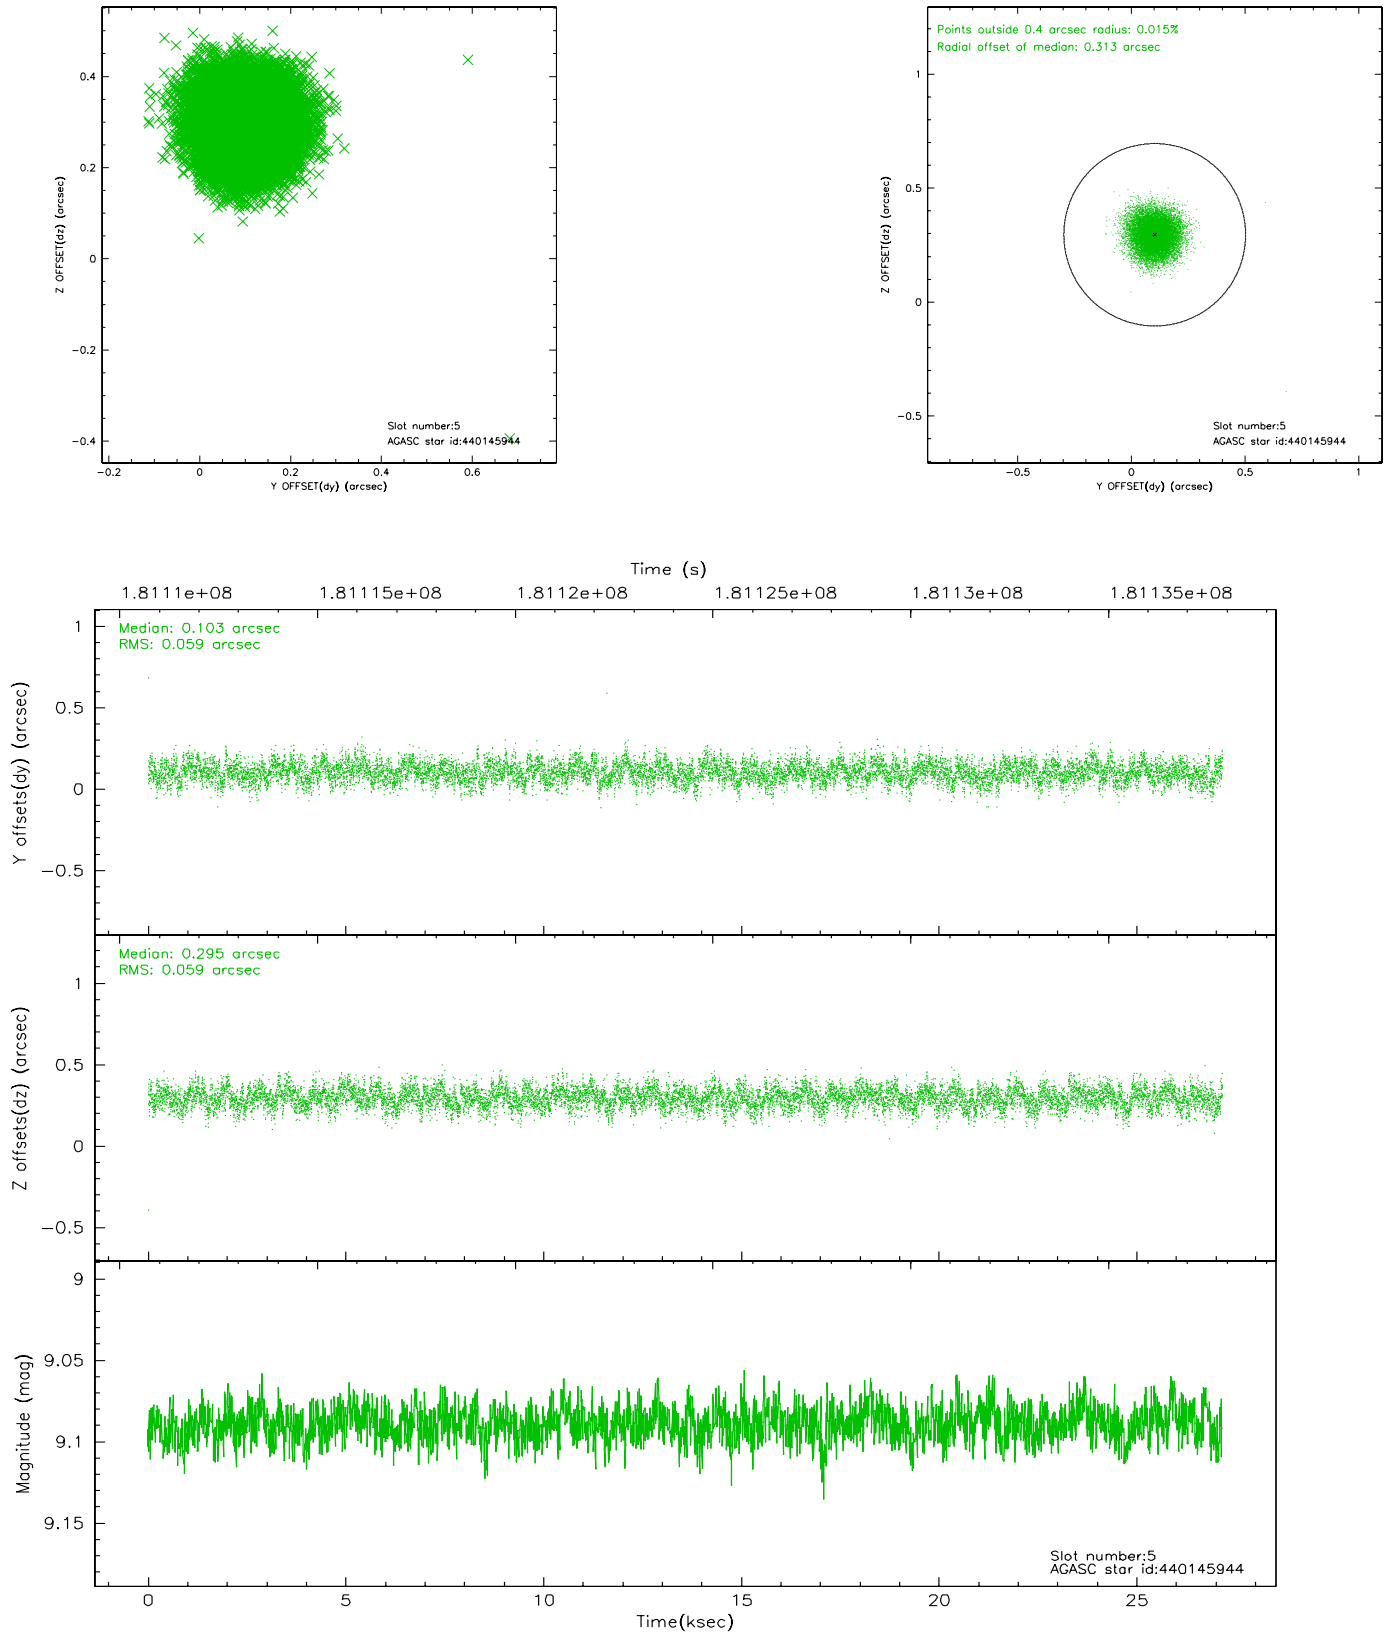 0.4
0.2
0
−0.2
−0.4
Z OFFSET(dz) (arcsec)
Slot number:5
AGASC star id:440145944
−0.2 0 0.2 0.4 0.6
Y OFFSET(dy) (arcsec)
Points outside 0.4 arcsec radius: 0.015%
Radial offset of median: 0.313 arcsec
1
0.5
0
−0.5
Z OFFSET(dz) (arcsec)
Slot number:5
AGASC star id:440145944
−0.5 0 0.5 1
Y OFFSET(dy) (arcsec)
Time (s)
1.8111e+08 1.81115e+08 1.8112e+08 1.81125e+08 1.8113e+08 1.81135e+08
Median: 0.103 arcsec
RMS: 0.059 arcsec
1
0.5
0
−0.5
Y offsets(dy) (arcsec)
Median: 0.295 arcsec
RMS: 0.059 arcsec
1
0.5
0
−0.5
Z offsets(dz) (arcsec)
9
9.05
9.1
9.15
Magnitude (mag)
Slot number:5
AGASC star id:440145944
0 5 10 15 20 25
Time(ksec)